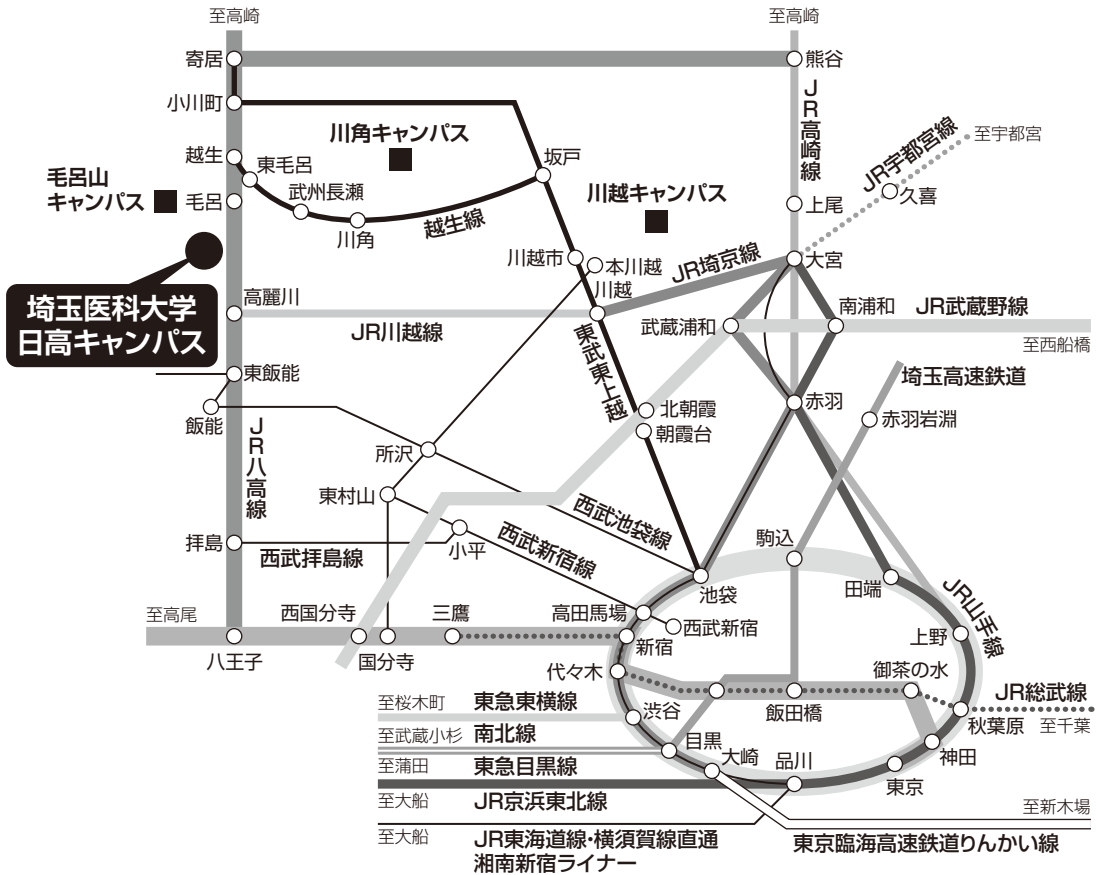 至高崎
至高崎
寄居
熊谷
小川町
JR高崎線
川角キャンパス
JR宇都宮線
至宇都宮
越生
東毛呂
坂戸
毛呂山
キャンパス
武州長瀬
川越キャンパス
久喜
毛呂
上尾
川角
越生線
川越市
本川越
JR埼京線
大宮
川越
埼玉医科大学
日高キャンパス
高麗川
南浦和
JR武蔵野線
JR川越線
武蔵浦和
東武東上越
至西船橋
東飯能
埼玉高速鉄道
飯能
北朝霞
赤羽
朝霞台
赤羽岩淵
JR八高線
所沢
東村山
西武池袋線
拝島
西武拝島線
小平
西武新宿線
駒込
池袋
田端
JR山手線
至高尾
西国分寺
三鷹
高田馬場
西武新宿
上野
八王子
国分寺
新宿
代々木
御茶の水
至桜木町
東急東横線
渋谷
飯田橋
JR総武線
秋葉原
至千葉
至武蔵小杉
南北線
目黒
神田
大崎
品川
至蒲田
東急目黒線
東京
至大船
JR京浜東北線
至新木場
至大船
JR東海道線・横須賀線直通
湘南新宿ライナー
東京臨海高速鉄道りんかい線